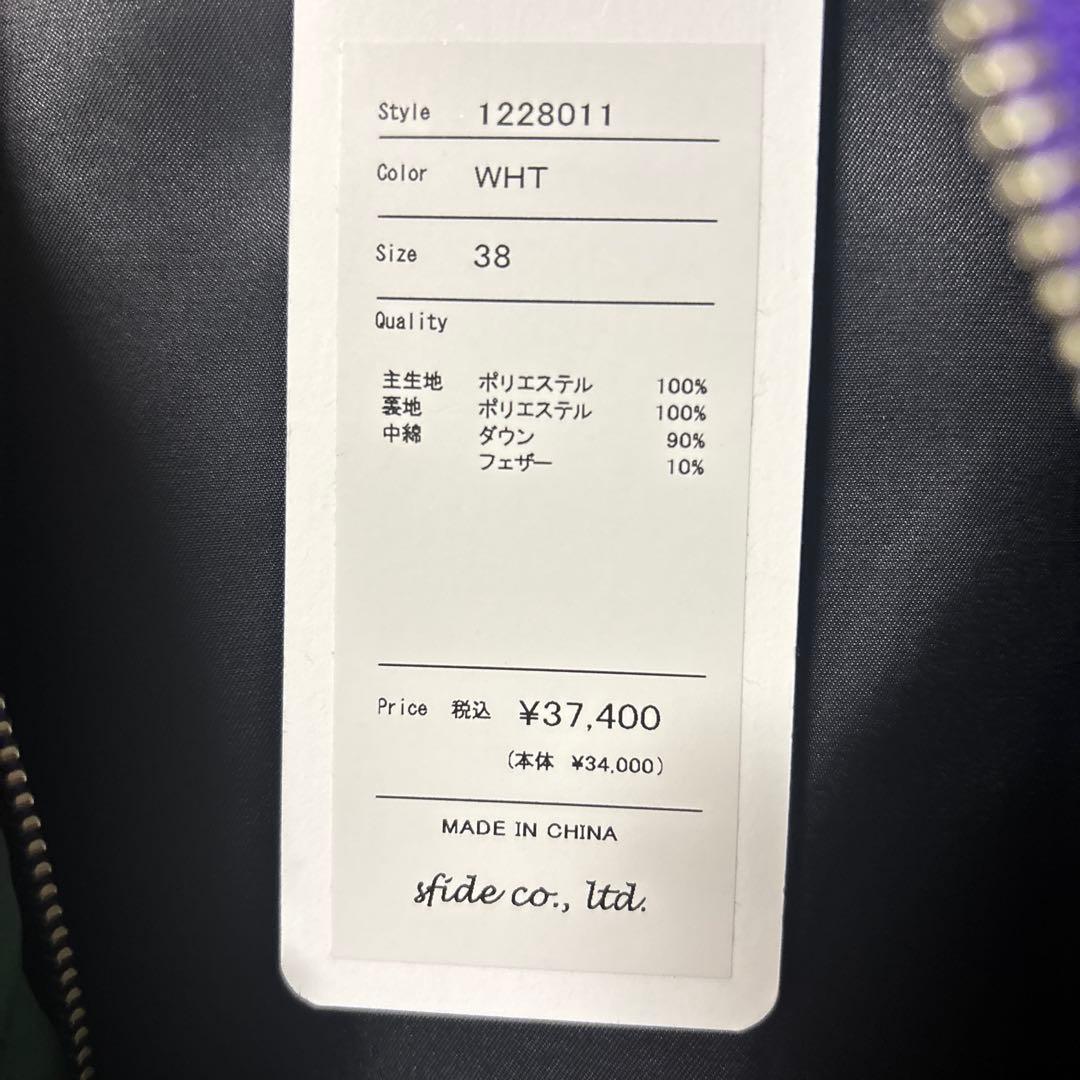 Style 1228011
Color WHT
Size 38
Quality
主生地 ポリエステル 100%
裏地 ポリエステル 100%
中綿 ダウン 90%
フェザー 10%
Price 税込 ¥37,400
(本体 ¥34,000)
MADE IN CHINA
sfide co., ltd.